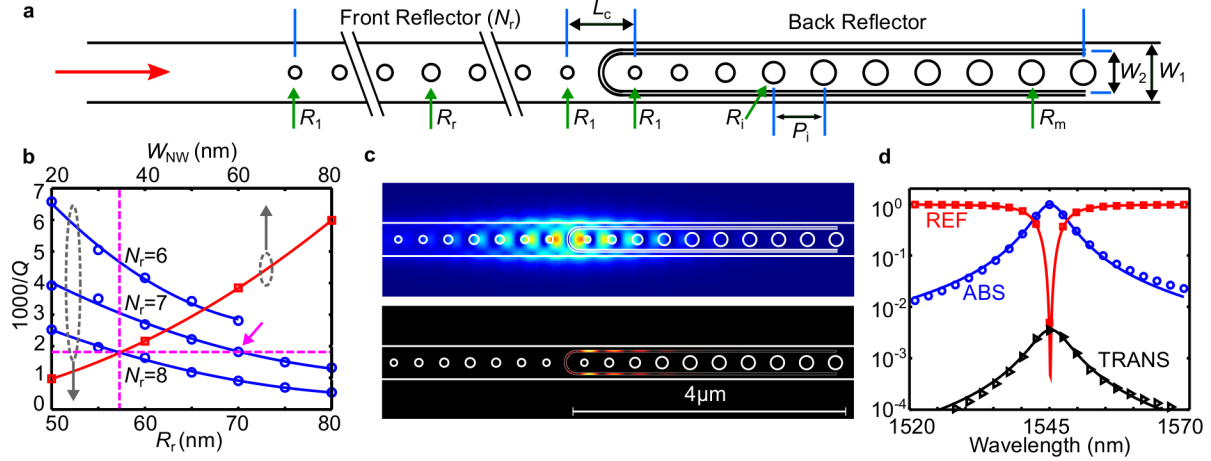 a
Front Reflector (Nr)
Lc
Back Reflector
W2
W1
R1
Rr
R1
R1
Ri
Pi
Rm
b
WNW (nm)
20 40 60 80
7
6
5
4
3
2
1
0
1000/Q
Nr=6
Nr=7
Nr=8
50 60 70 80
Rr (nm)
c
4μm
d
10^0
10^-1
10^-2
10^-3
10^-4
REF
ABS
TRANS
1520 1545 1570
Wavelength (nm)